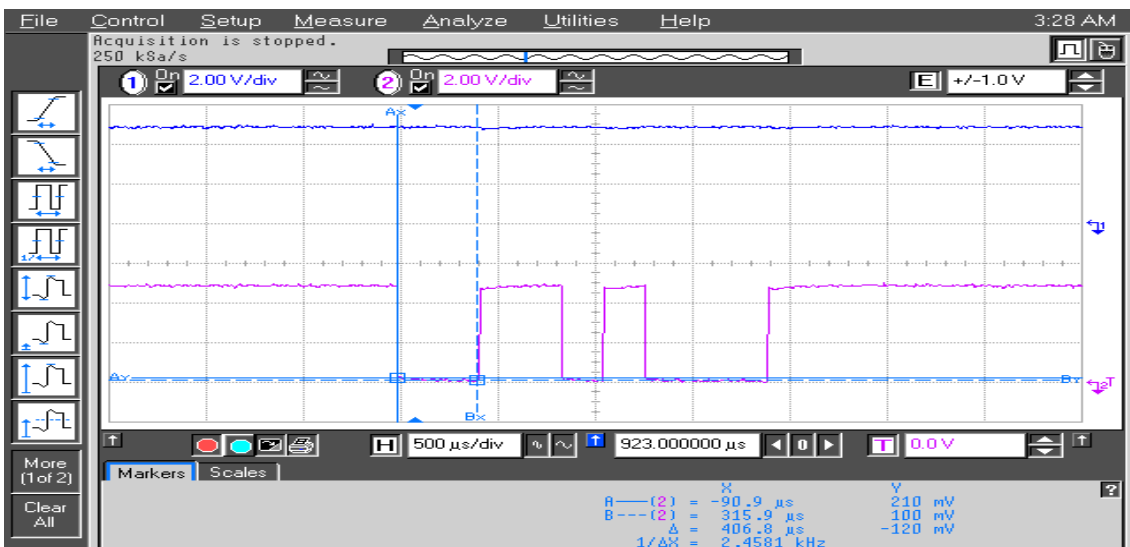 File Control Setup Measure Analyze Utilities Help 3:28 AM
Acquisition is stopped.
250 kSa/s
1 On 2.00 V/div 2 On 2.00 V/div E +/-1.0 V
Ax
1
Ay By
2 T
Bx
H 500 µs/div 923.000000 µs 0 T 0.0 V
More
(1of 2)
Clear
All
Markers Scales
?
X Y
A——(2) = -90.9 µs 210 mV
B---(2) = 315.9 µs 100 mV
Δ = 406.8 µs -120 mV
1/ΔX = 2.4581 kHz